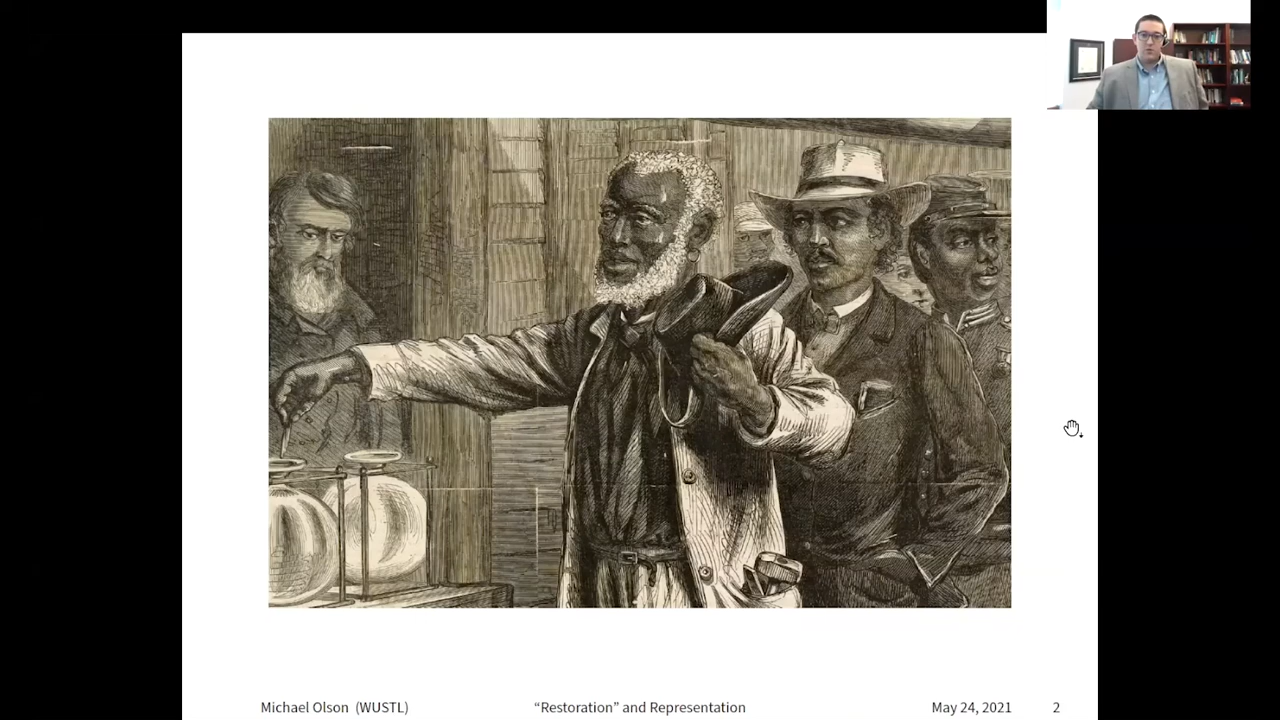 Michael Olson (WUSTL) “Restoration” and Representation May 24, 2021 2